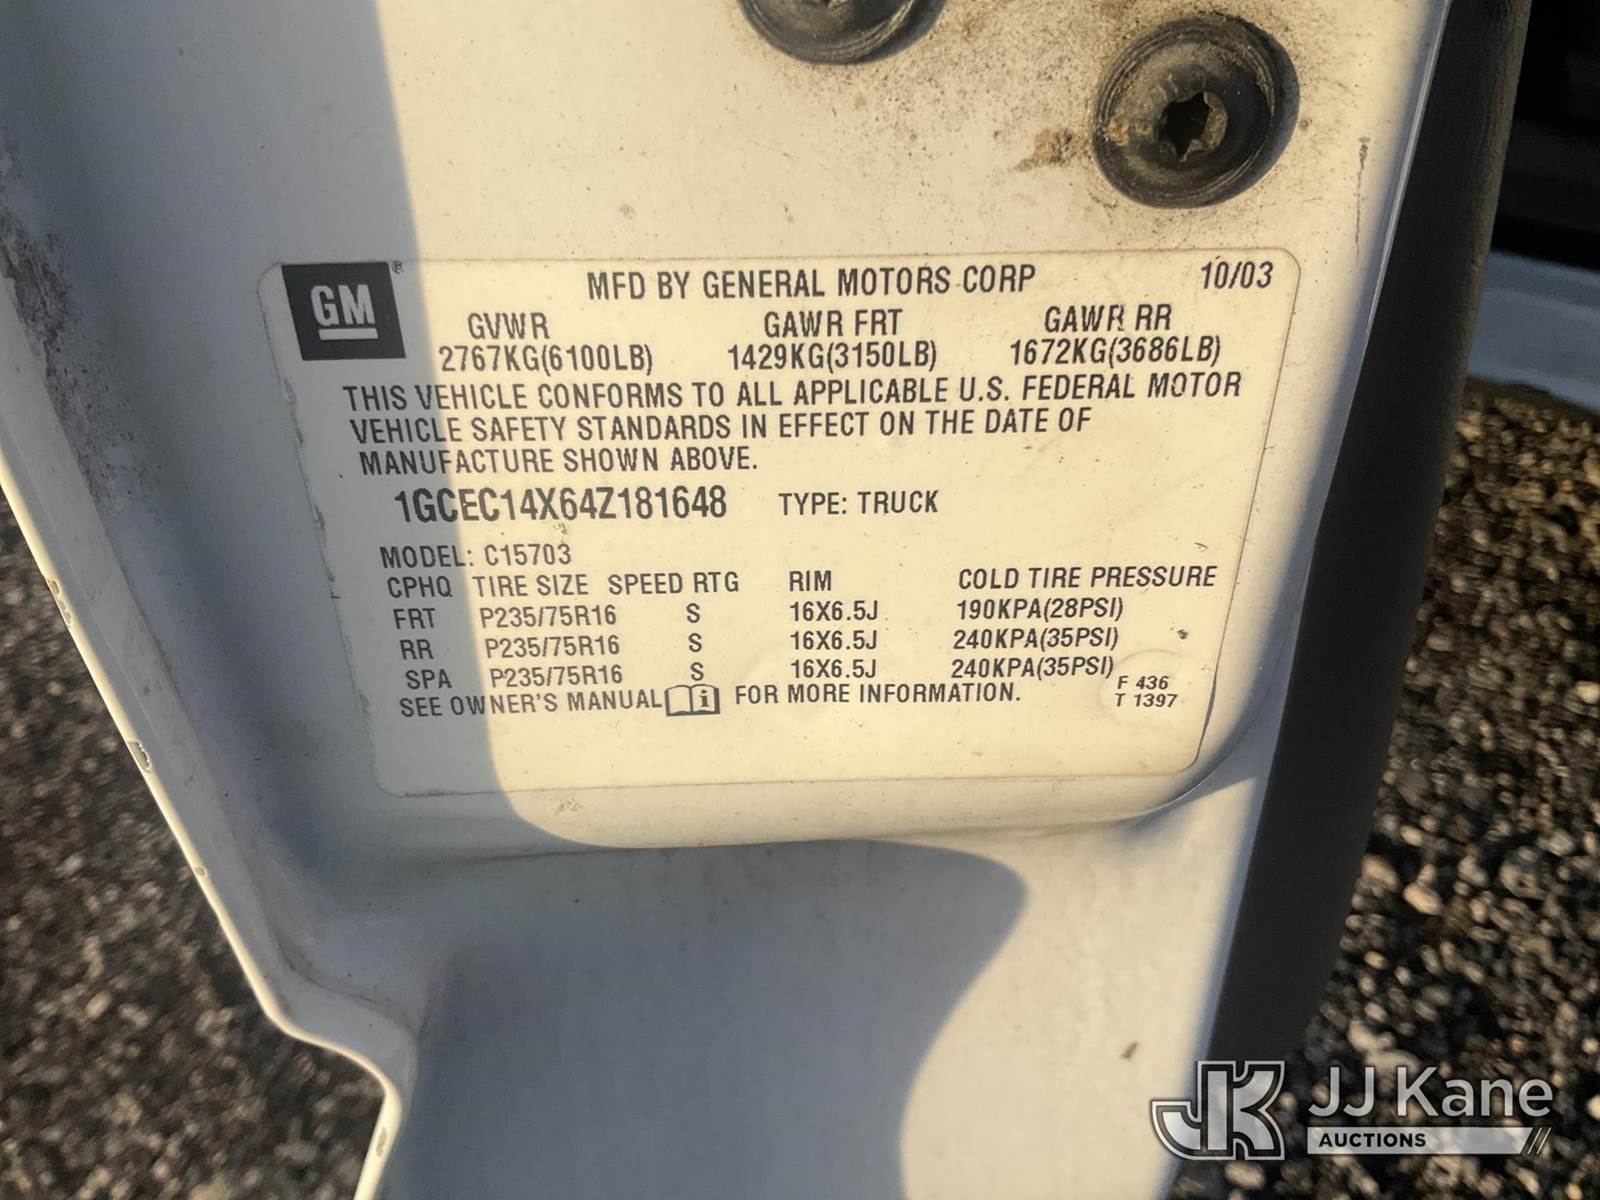 GM ®
MFD BY GENERAL MOTORS CORP 10/03
GVWR GAWR FRT GAWR RR
2767KG(6100LB) 1429KG(3150LB) 1672KG(3686LB)
THIS VEHICLE CONFORMS TO ALL APPLICABLE U.S. FEDERAL MOTOR
VEHICLE SAFETY STANDARDS IN EFFECT ON THE DATE OF
MANUFACTURE SHOWN ABOVE.
1GCEC14X64Z181648 TYPE: TRUCK
MODEL: C15703
CPHQ TIRE SIZE SPEED RTG RIM COLD TIRE PRESSURE
FRT P235/75R16 S 16X6.5J 190KPA(28PSI)
RR P235/75R16 S 16X6.5J 240KPA(35PSI)
SPA P235/75R16 S 16X6.5J 240KPA(35PSI)
SEE OWNER'S MANUAL i FOR MORE INFORMATION.
F 436
T 1397
JK JJ Kane
AUCTIONS